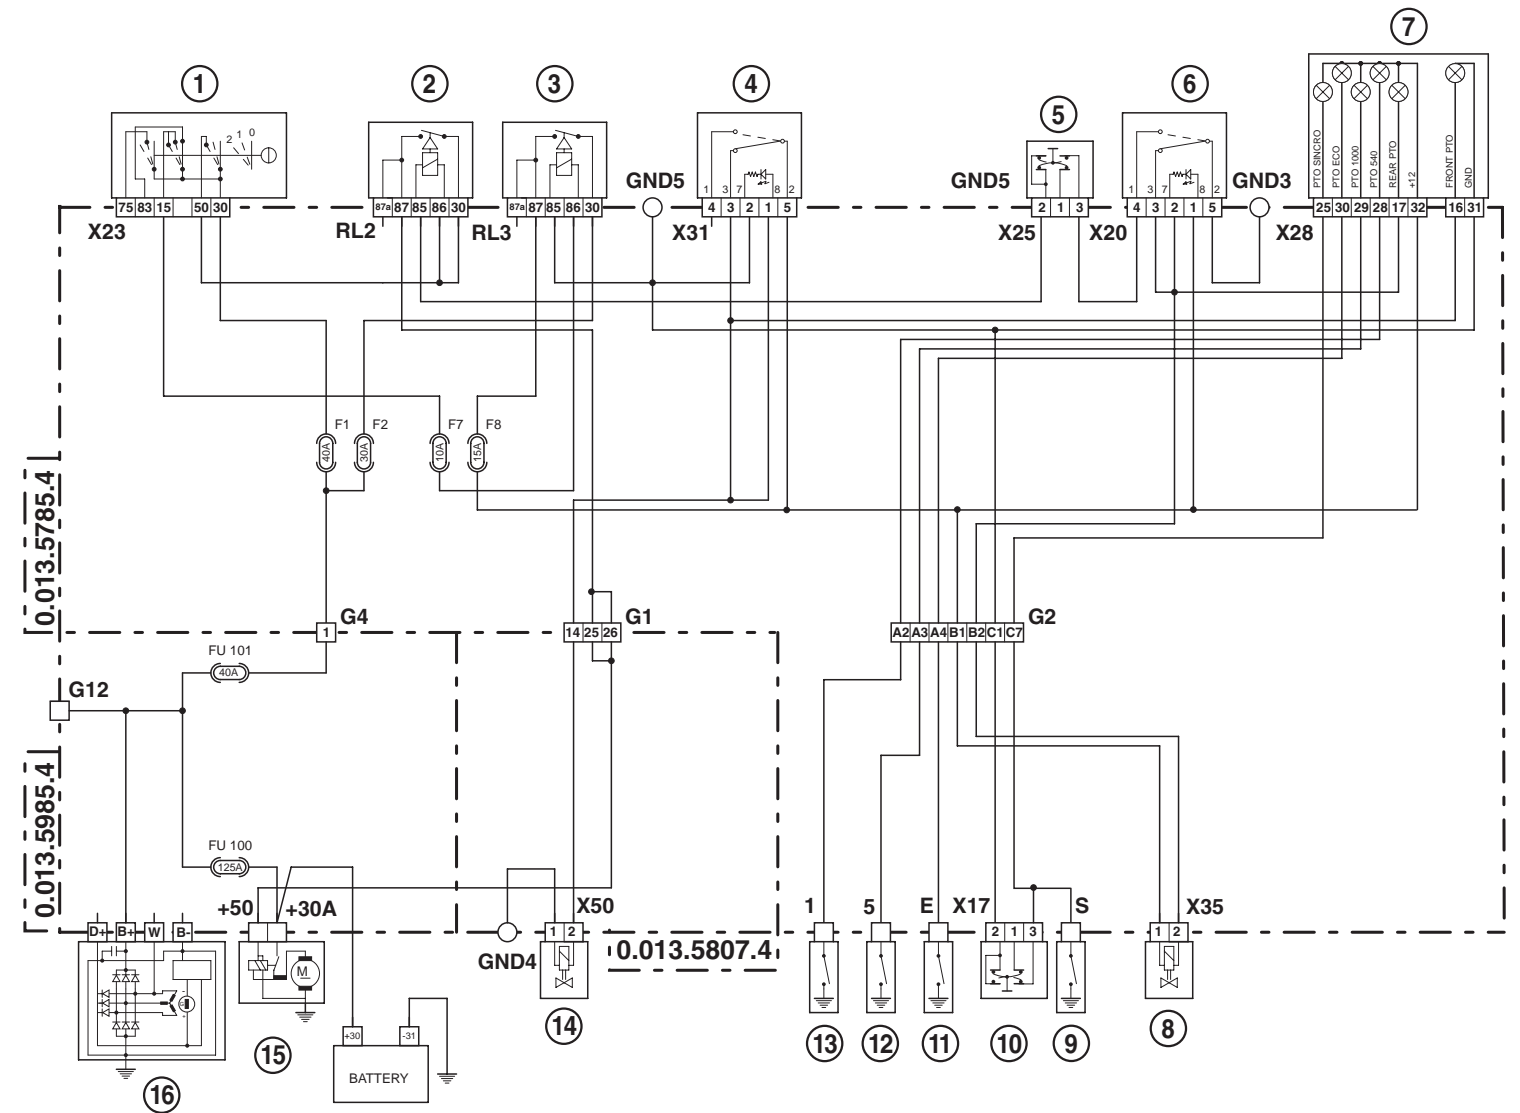 7
1
2
3
4
6
5
2 1 0
PTO SINCRO
PTO ECO
PTO 1000
PTO 540
REAR PTO
+12
FRONT PTO
GND
GND5
GND5
GND3
1 3 7 8 2
1 3 7 8 2
75 83 15 50 30
87a 87 85 86 30
87a 87 85 86 30
4 3 2 1 5
2 1 3
4 3 2 1 5
25 30 29 28 17 32 16 31
X23
RL2
RL3
X31
X25
X20
X28
F1
F2
F7
F8
40A
30A
10A
15A
0.013.5785.4
G4
G1
G2
1
14 25 26
A2 A3 A4 B1 B2 C1 C7
FU 101
40A
G12
0.013.5985.4
FU 100
125A
+50
+30A
X50
1
5
E
X17
S
X35
D+ B+ W B-
1 2
2 1 3
1 2
GND4
0.013.5807.4
M
G
+30
-31
BATTERY
14
13
12
11
10
9
8
15
16